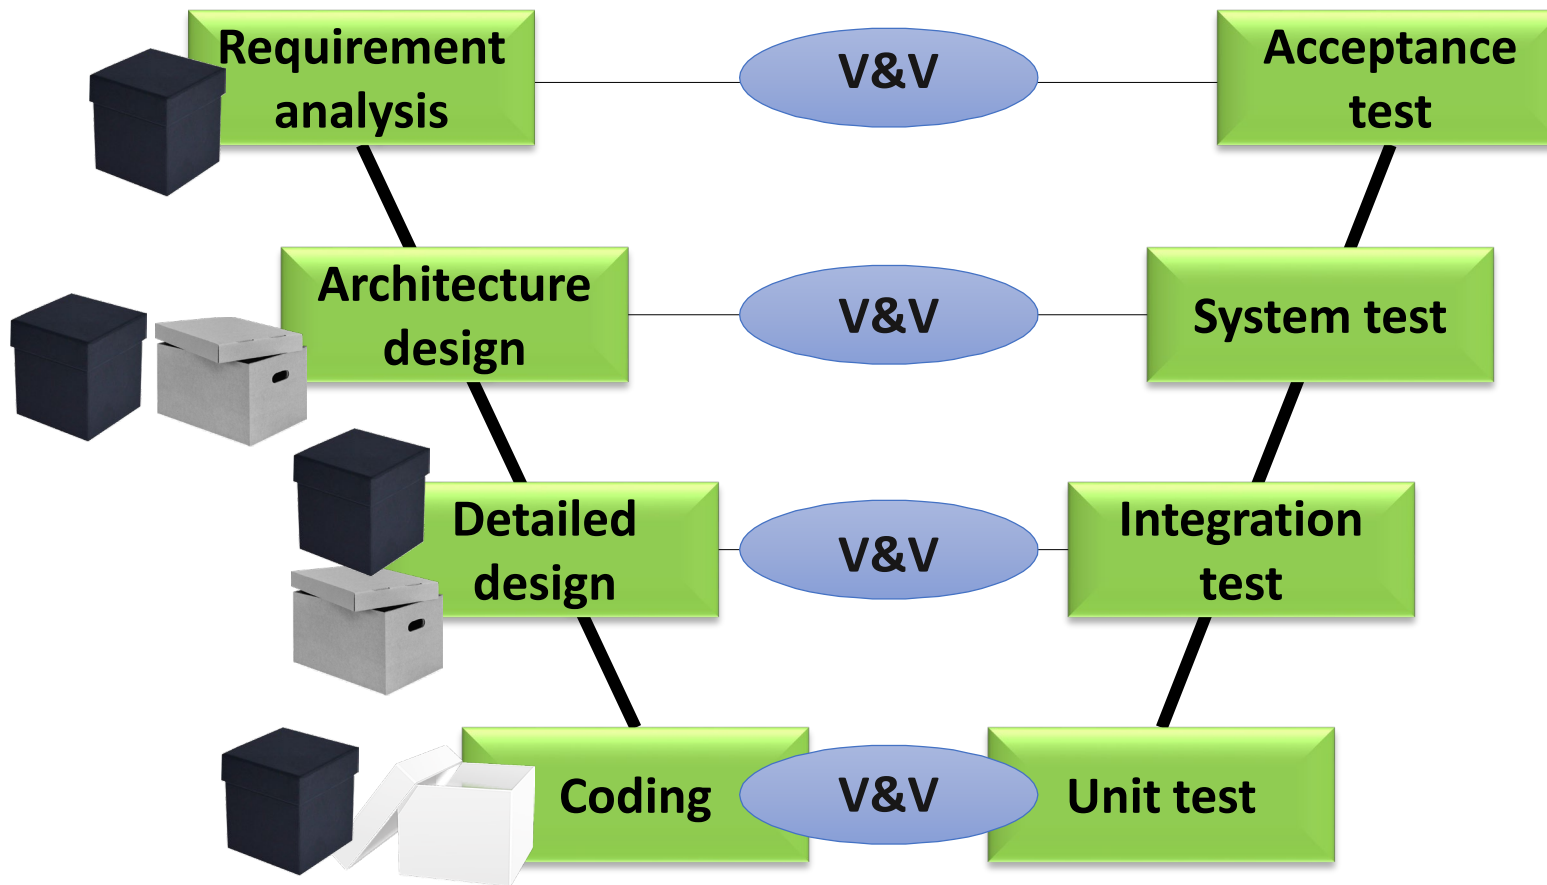 Requirement
analysis
V&V
Acceptance
test
Architecture
design
V&V
System test
Detailed
design
V&V
Integration
test
Coding
V&V
Unit test